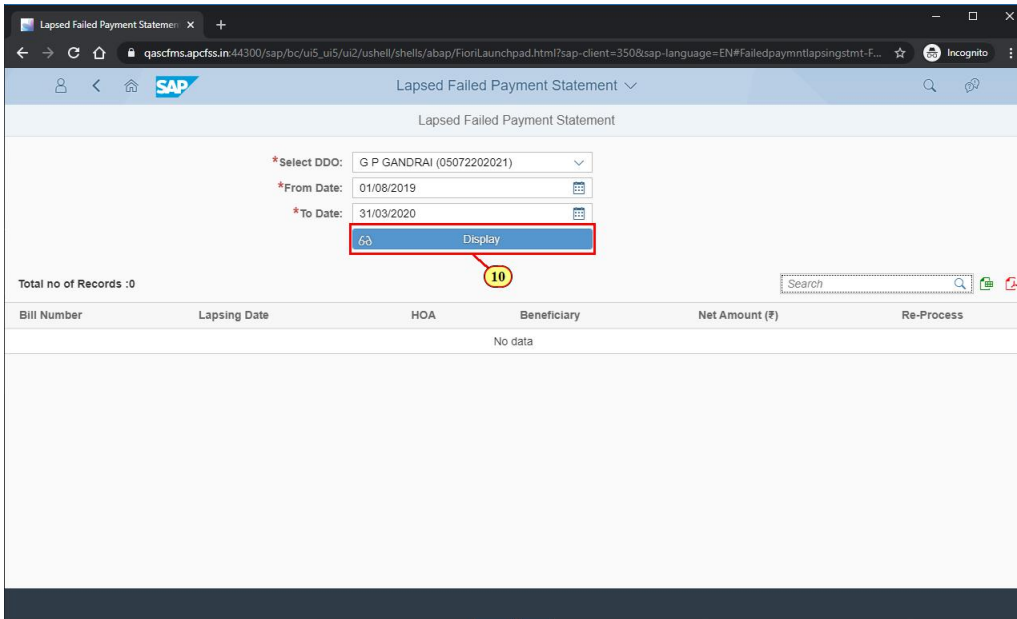 Lapsed Failed Payment Statemen
qascfms.apcfss.in:44300/sap/bc/ui5_ui5/ui2/ushell/shells/abap/FioriLaunchpad.html?sap-client=350&sap-language=EN#Failedpaymntlapsingstmt-F... Incognito
SAP Lapsed Failed Payment Statement
Lapsed Failed Payment Statement
*Select DDO: G P GANDRAI (05072202021)
*From Date: 01/08/2019
*To Date: 31/03/2020
Display
10
Total no of Records :0 Search
Bill Number Lapsing Date HOA Beneficiary Net Amount (₹) Re-Process
No data